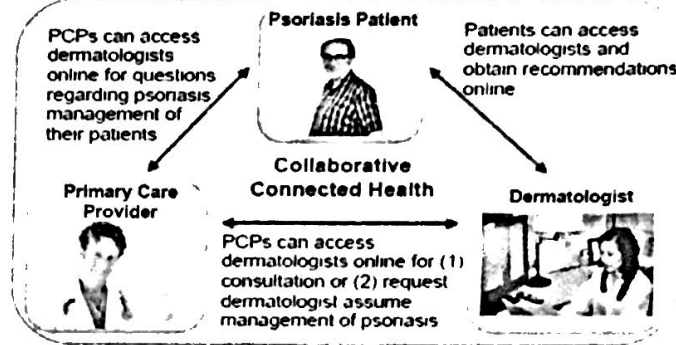 Psoriasis Patient
PCPs can access
dermatologists
online for questions
regarding psoriasis
management of
their patients
Patients can access
dermatologists and
obtain recommendations
online
Collaborative
Connected Health
Primary Care
Provider
Dermatologist
PCPs can access
dermatologists online for (1)
consultation or (2) request
dermatologist assume
management of psoriasis